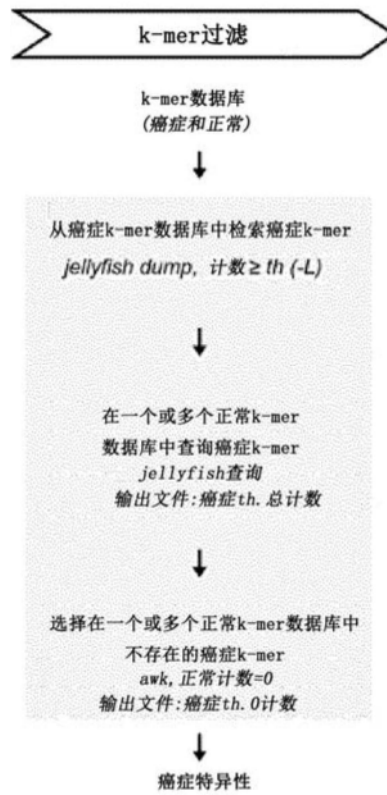 k-mer过滤
k-mer数据库
(癌症和正常)
从癌症k-mer数据库中检索癌症k-mer
jellyfish dump, 计数≥ th (-L)
在一个或多个正常k-mer
数据库中查询癌症k-mer
jellyfish查询
输出文件:癌症th.总计数
选择在一个或多个正常k-mer数据库中
不存在的癌症k-mer
awk,正常计数=0
输出文件:癌症th.0计数
癌症特异性